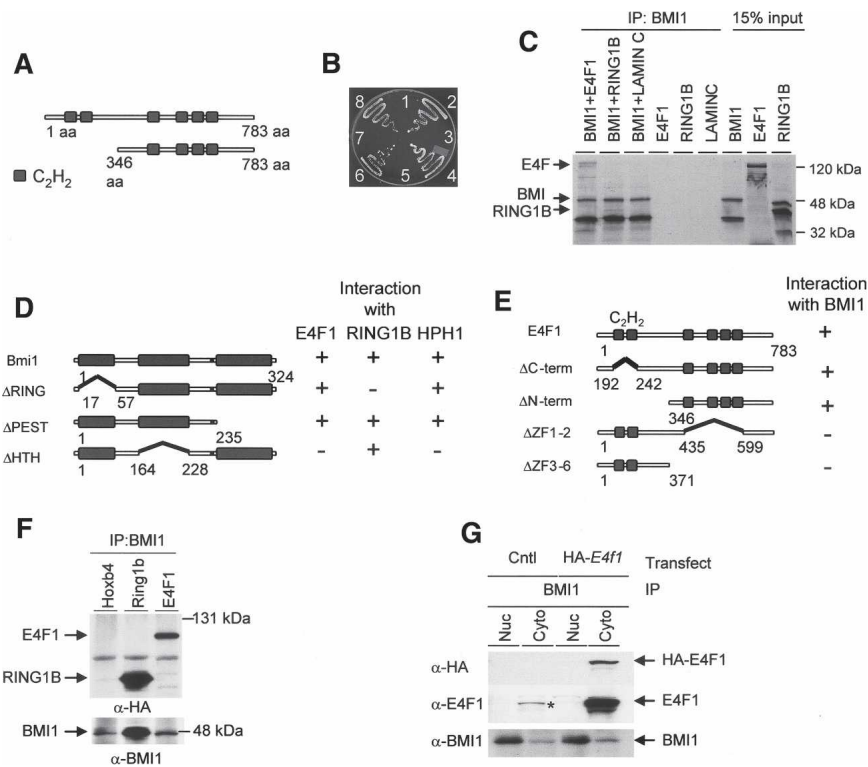 A
1 aa 783 aa
346 aa 783 aa
C2H2
B
8 1 2
7 3
6 5 4
C
IP: BMI1 15% input
BMI1+E4F1 BMI1+RING1B BMI1+LAMIN C E4F1 RING1B LAMINC BMI1 E4F1 RING1B
E4F
BMI
RING1B
120 kDa
48 kDa
32 kDa
D
Interaction
with
E4F1 RING1B HPH1
Bmi1 + + +
1 324
ΔRING + - +
17 57
ΔPEST + + +
1 235
ΔHTH - + -
1 164 228
E
Interaction
with BMI1
C2H2
E4F1 +
1 783
ΔC-term +
192 242
ΔN-term +
346
ΔZF1-2 -
1 435 599
ΔZF3-6 -
1 371
F
IP:BMI1
Hoxb4 Ring1b E4F1
131 kDa
E4F1
RING1B
α-HA
BMI1 48 kDa
α-BMI1
G
Cntl HA-E4f1 Transfect
BMI1 IP
Nuc Cyto Nuc Cyto
α-HA HA-E4F1
α-E4F1 * E4F1
α-BMI1 BMI1